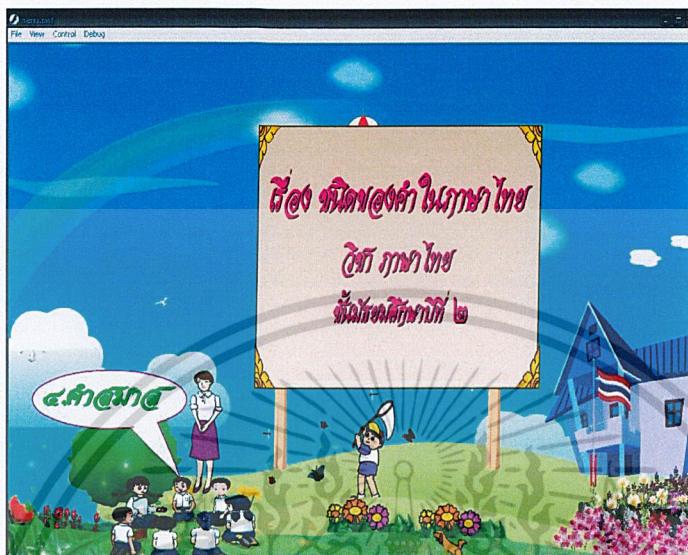 menu.swf
File View Control Debug
เรื่อง ชนิดของคำ ในภาษา ไทย
วิชา ภาษา ไทย
ชั้นมัธยมศึกษาปีที่ ๒
๔.คำสมาส